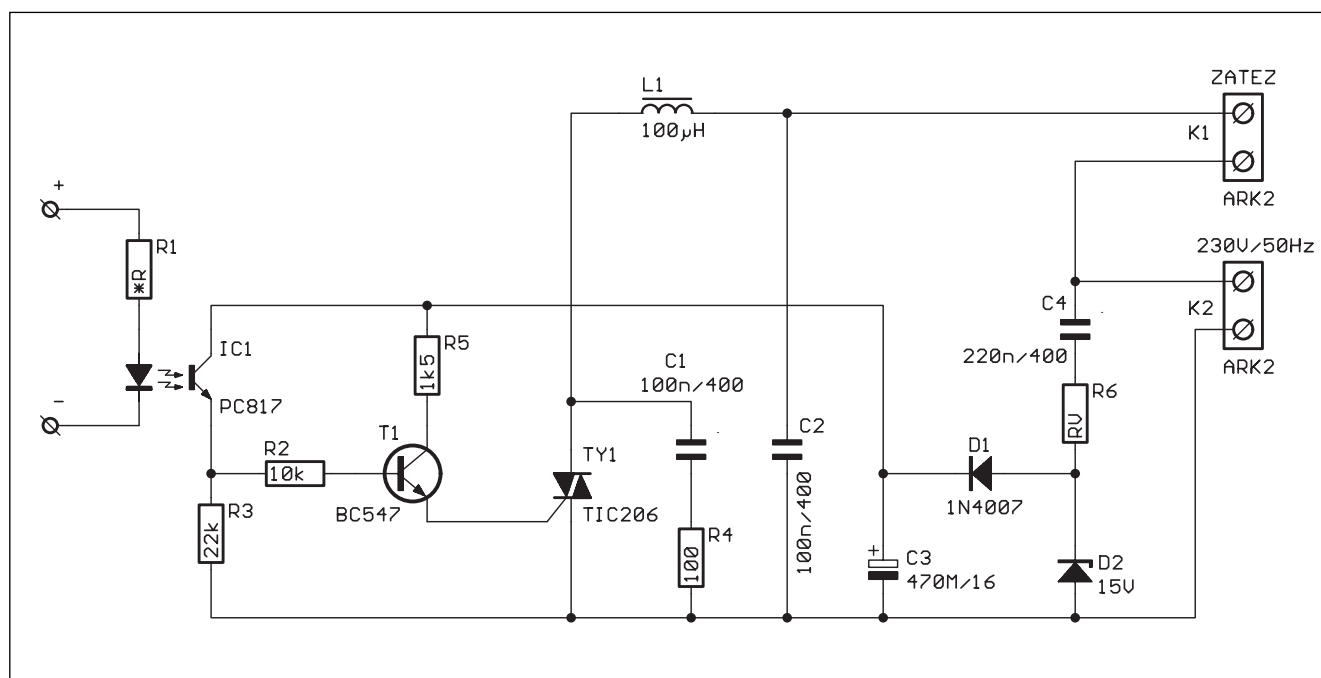 ZATEZ
L1
100µH
K1
ARK2
+
R1
*R
230V/50Hz
C4
K2
220n/400
IC1
R5
1k5
C1
100n/400
ARK2
R6
RV
-
PC817
T1
C2
R2
10k
D1
TY1
1N4007
BC547
TIC206
R3
22k
R4
100
100n/400
+
C3
470M/16
D2
15V